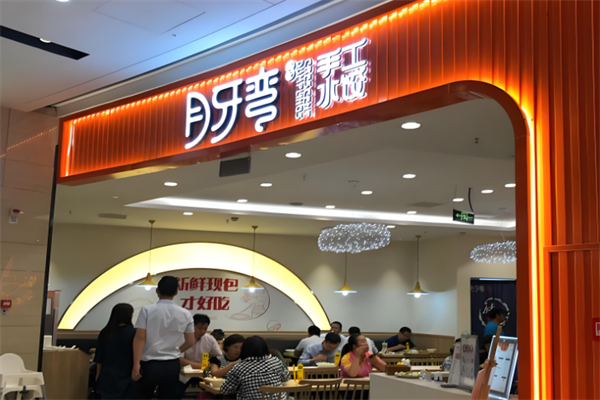 月牙弯
手工
水饺
新鲜现包
才好吃